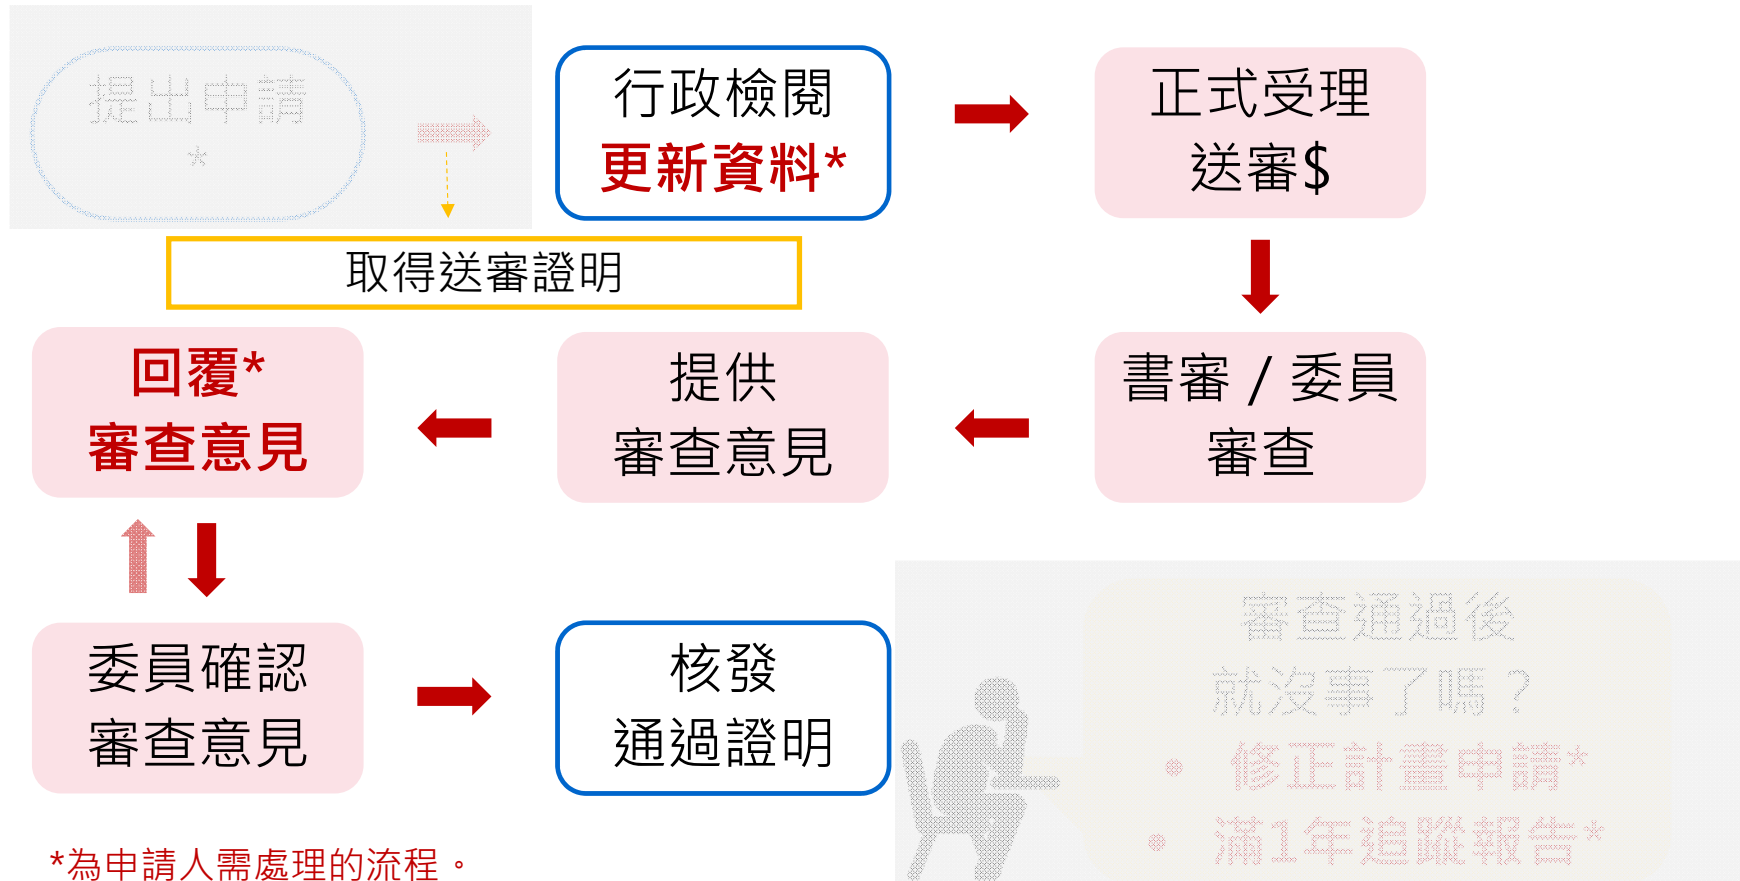 提出申請
*
行政檢閱
更新資料*
正式受理
送審$
取得送審證明
回覆*
審查意見
提供
審查意見
書審 / 委員
審查
委員確認
審查意見
核發
通過證明
審查通過後
就沒事了嗎？
• 修正計畫申請*
• 滿1年追蹤報告*
*為申請人需處理的流程。